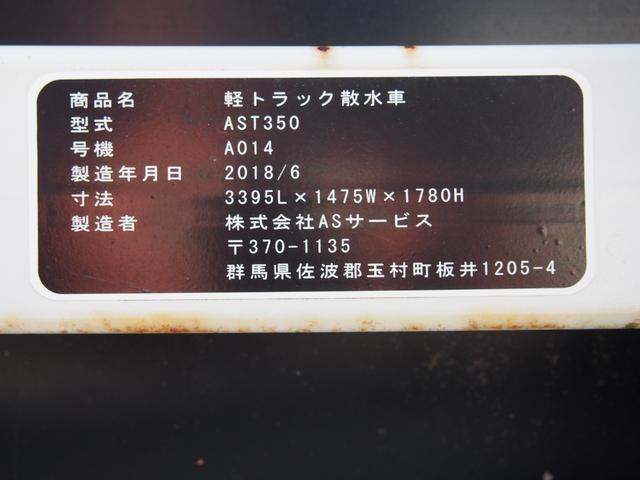 商品名 軽トラック散水車
型式 AST350
号機 A014
製造年月日 2018/6
寸法 3395L×1475W×1780H
製造者 株式会社ASサービス
〒370-1135
群馬県佐波郡玉村町板井1205-4